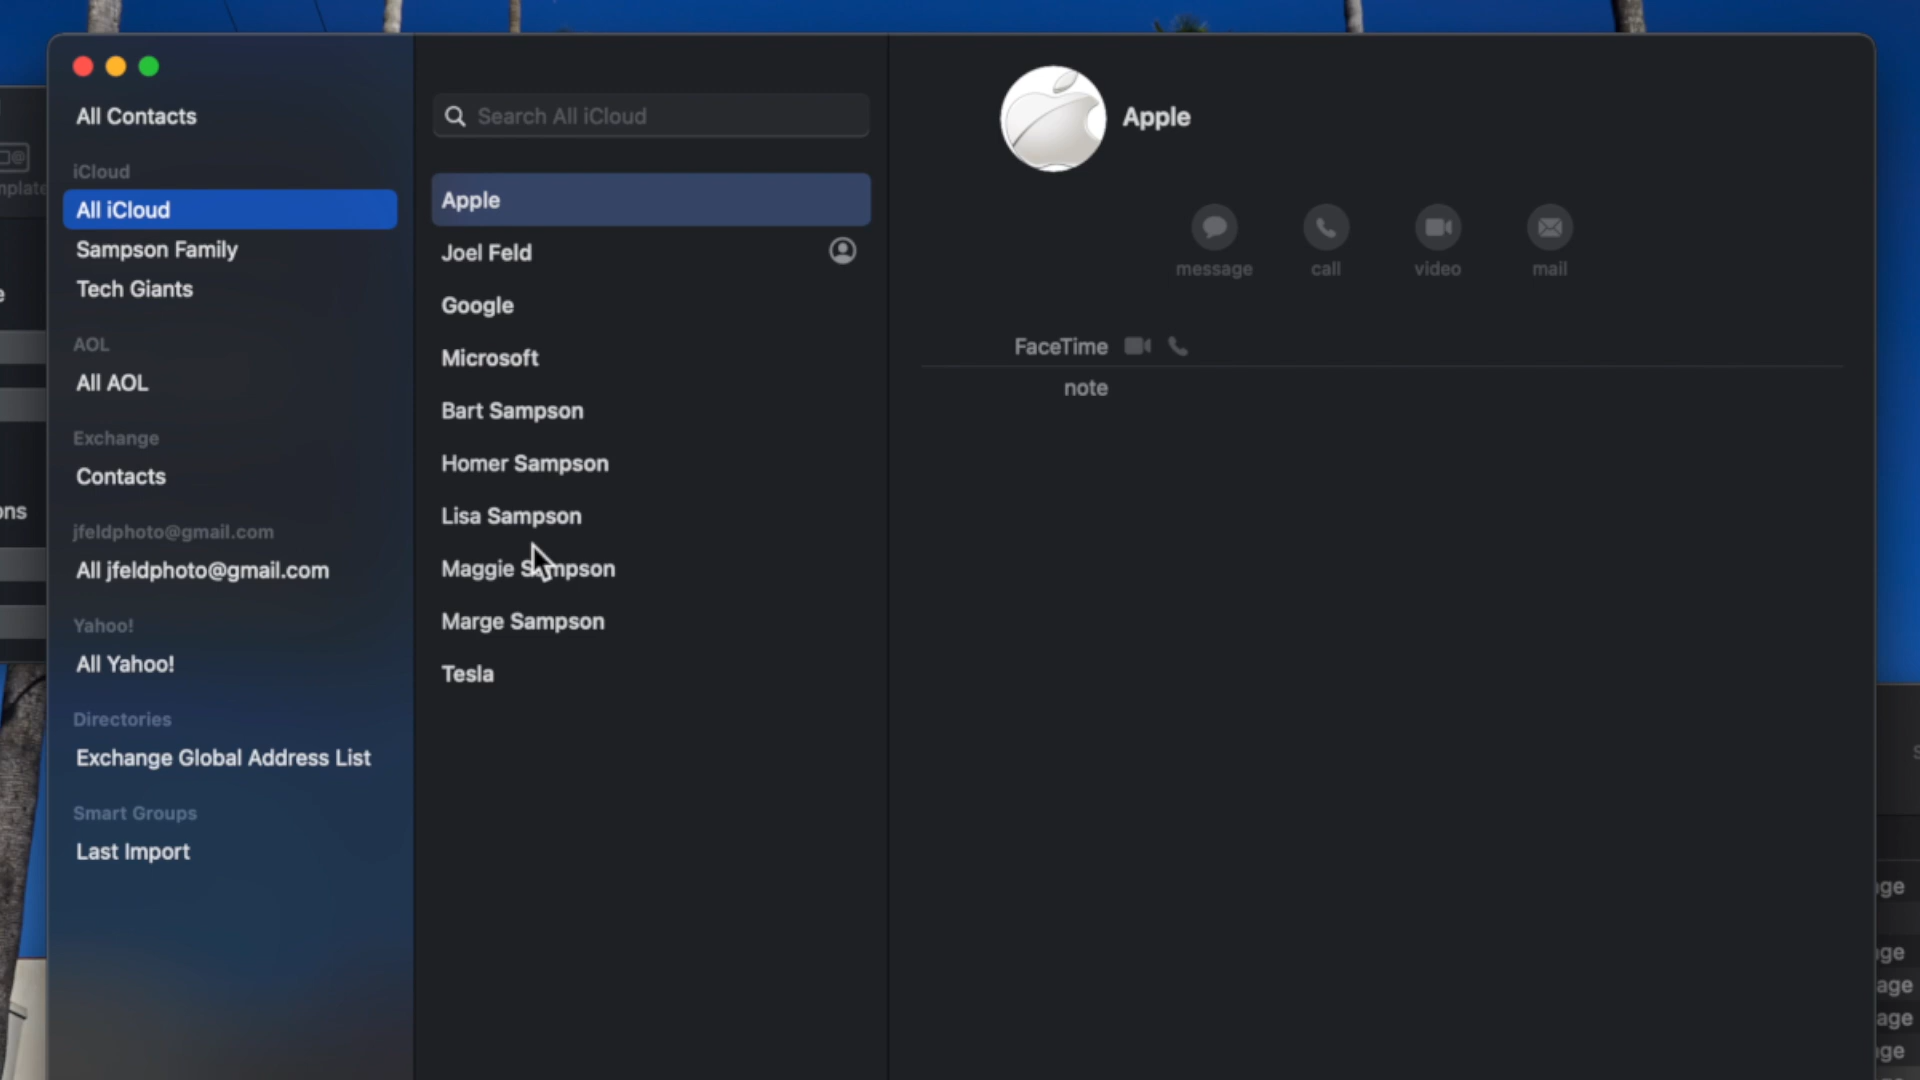 All Contacts
iCloud
All iCloud
Sampson Family
Tech Giants
AOL
All AOL
Exchange
Contacts
jfeldphoto@gmail.com
All jfeldphoto@gmail.com
Yahoo!
All Yahoo!
Directories
Exchange Global Address List
Smart Groups
Last Import
Search All iCloud
Apple
Joel Feld
Google
Microsoft
Bart Sampson
Homer Sampson
Lisa Sampson
Maggie Sampson
Marge Sampson
Tesla
Apple
message call video mail
FaceTime
note